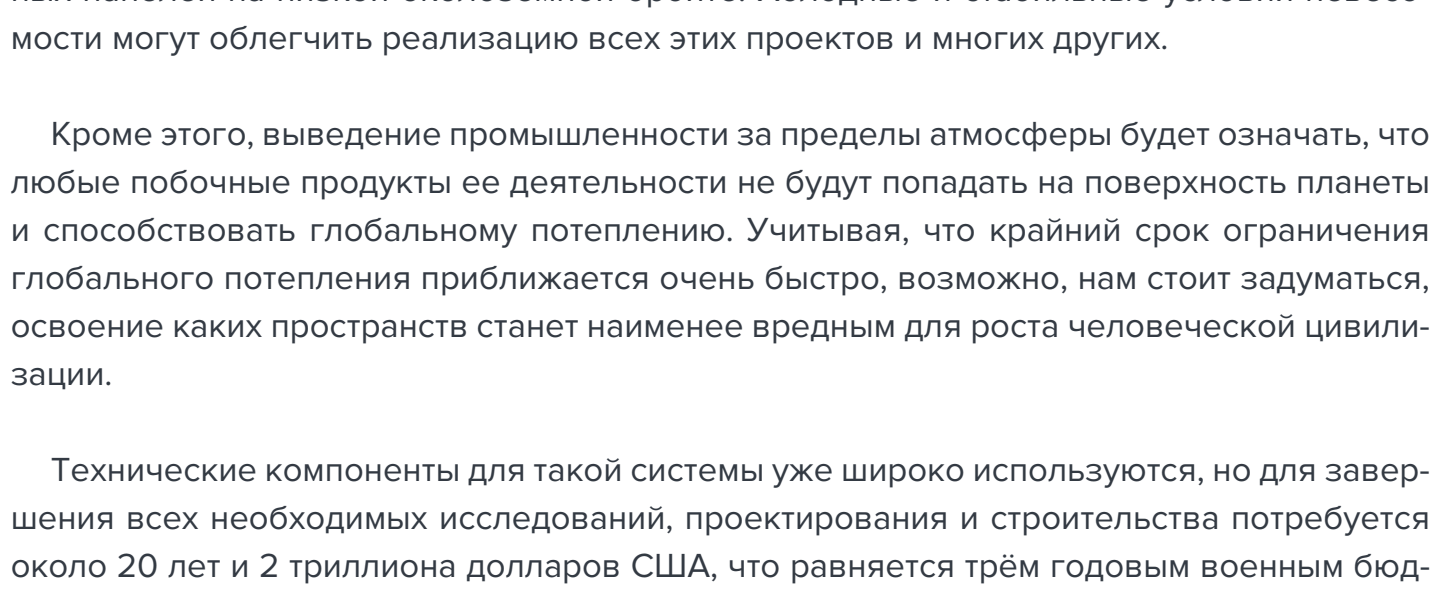 мости могут облегчить реализацию всех этих проектов и многих других.
Кроме этого, выведение промышленности за пределы атмосферы будет означать, что
любые побочные продукты ее деятельности не будут попадать на поверхность планеты
и способствовать глобальному потеплению. Учитывая, что крайний срок ограничения
глобального потепления приближается очень быстро, возможно, нам стоит задуматься,
освоение каких пространств станет наименее вредным для роста человеческой цивили-
зации.
Технические компоненты для такой системы уже широко используются, но для завер-
шения всех необходимых исследований, проектирования и строительства потребуется
около 20 лет и 2 триллиона долларов США, что равняется трём годовым военным бюд-